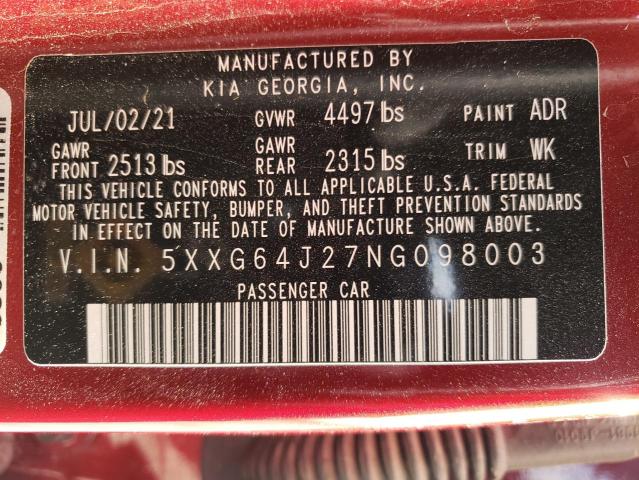 MANUFACTURED BY
KIA GEORGIA, INC.
JUL/02/21 GVWR 4497 lbs PAINT ADR
GAWR FRONT 2513 lbs GAWR REAR 2315 lbs TRIM WK
THIS VEHICLE CONFORMS TO ALL APPLICABLE U.S.A. FEDERAL
MOTOR VEHICLE SAFETY, BUMPER, AND THEFT PREVENTION STANDARDS
IN EFFECT ON THE DATE OF MANUFACTURE SHOWN ABOVE.
V.I.N. 5XXG64J27NG098003
PASSENGER CAR